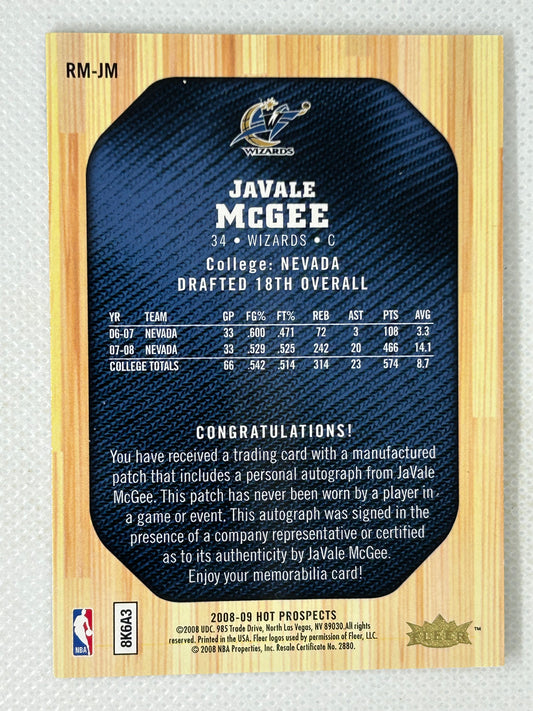 RM-JM
WIZARDS
JAVALE
MCGEE
34 • WIZARDS • C
College: NEVADA
DRAFTED 18TH OVERALL
YR TEAM GP FG% FT% REB AST PTS AVG
06-07 NEVADA 33 .600 .471 72 3 108 3.3
07-08 NEVADA 33 .529 .525 242 20 466 14.1
COLLEGE TOTALS 66 .542 .514 314 23 574 8.7
CONGRATULATIONS!
You have received a trading card with a manufactured
patch that includes a personal autograph from JaVale
McGee. This patch has never been worn by a player in
a game or event. This autograph was signed in the
presence of a company representative or certified
as to its authenticity by JaVale McGee.
Enjoy your memorabilia card!
2008-09 HOT PROSPECTS
©2008 UDC. 985 Trade Drive, North Las Vegas, NV 89030. All rights
reserved. Printed in the USA. Fleer logos used by permission of Fleer, LLC.
© 2008 NBA Properties, Inc. Resale Certificate No. 2880.
NBA
8K6A3
FLEER ™